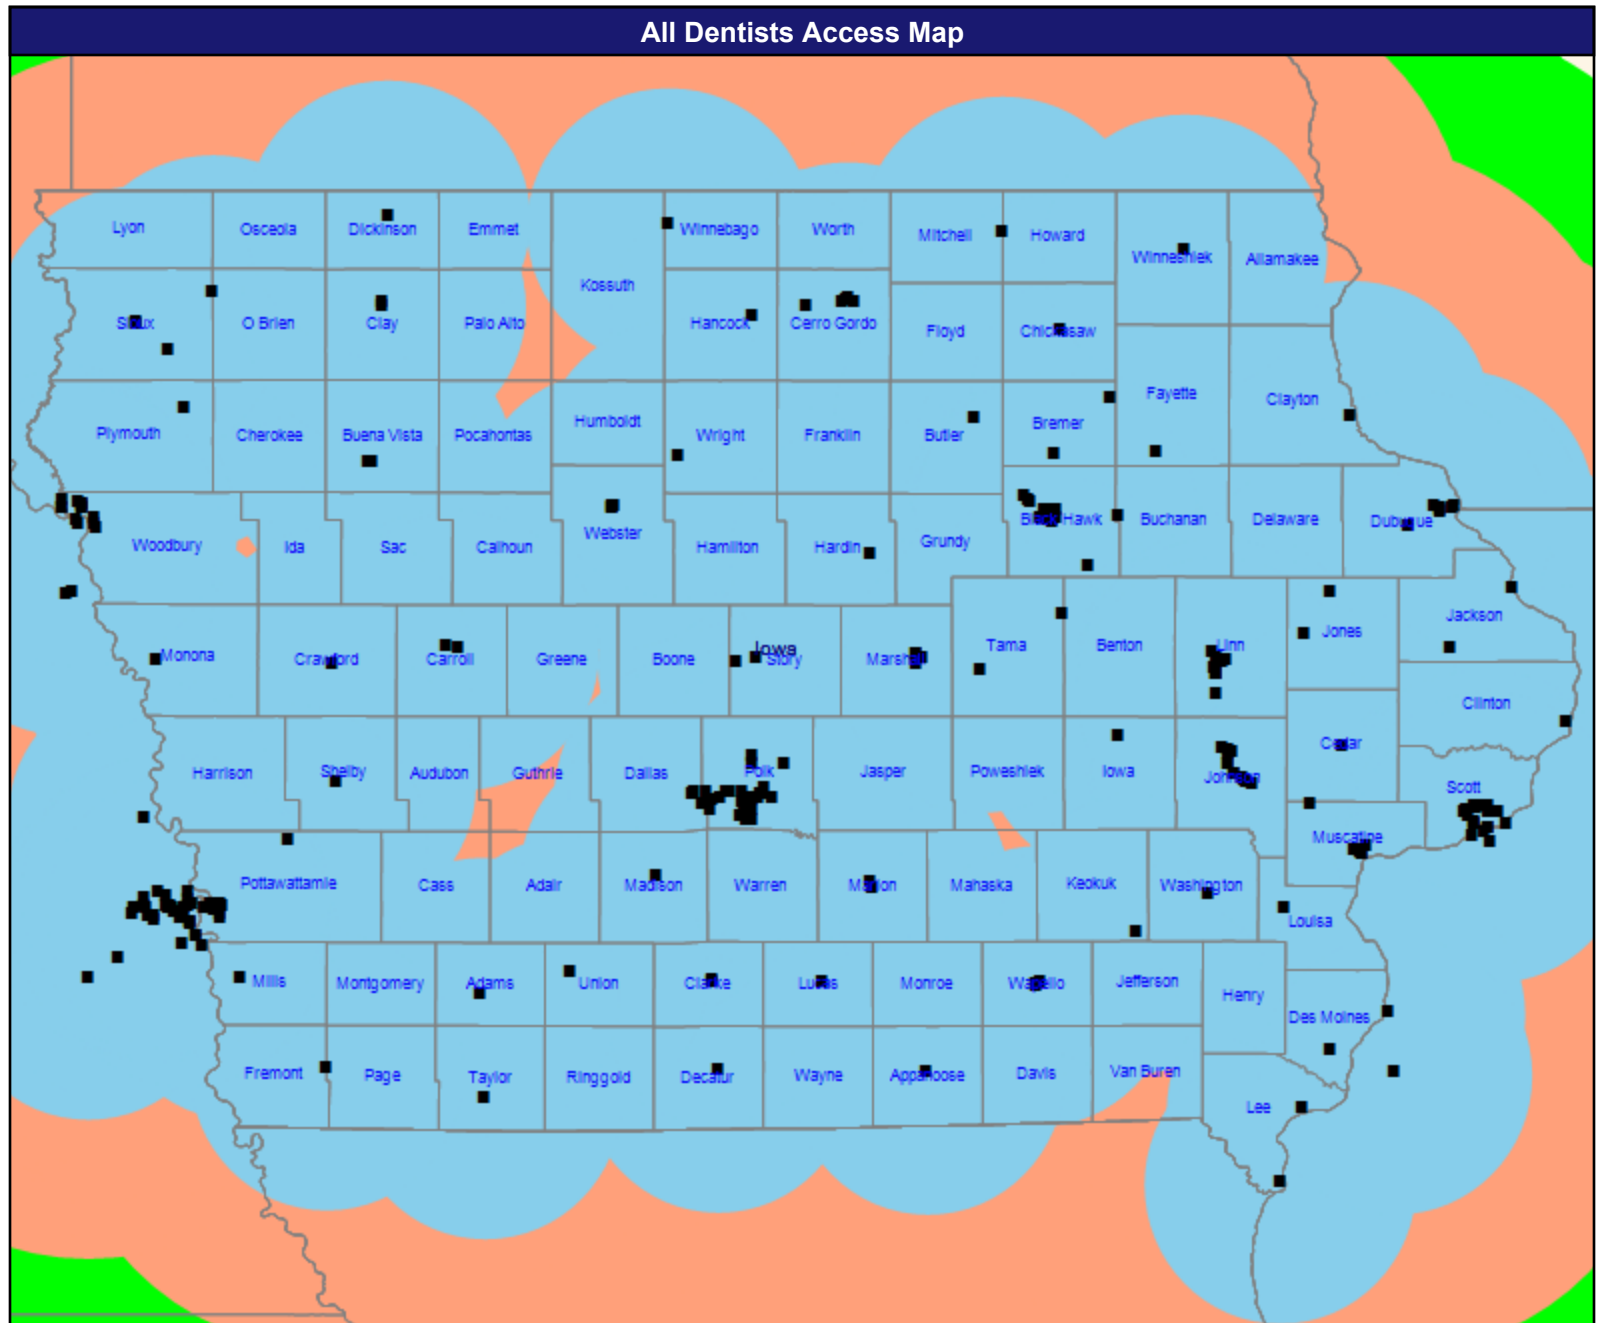 All Dentists Access Map
Lyon
Osceola
Dickinson
Emmet
Kossuth
Winnebago
Worth
Mitchell
Howard
Winneshiek
Allamakee
Sioux
O Brien
Clay
Palo Alto
Hancock
Cerro Gordo
Floyd
Chickasaw
Plymouth
Cherokee
Buena Vista
Pocahontas
Humboldt
Wright
Franklin
Butler
Bremer
Fayette
Clayton
Woodbury
Ida
Sac
Calhoun
Webster
Hamilton
Hardin
Grundy
Black Hawk
Buchanan
Delaware
Dubuque
Monona
Crawford
Carroll
Greene
Boone
Iowa
Story
Marshall
Tama
Benton
Linn
Jones
Jackson
Clinton
Harrison
Shelby
Audubon
Guthrie
Dallas
Polk
Jasper
Poweshiek
Iowa
Johnson
Cedar
Scott
Muscatine
Pottawattamie
Cass
Adair
Madison
Warren
Marion
Mahaska
Keokuk
Washington
Louisa
Mills
Montgomery
Adams
Union
Clarke
Lucas
Monroe
Wapello
Jefferson
Henry
Des Moines
Fremont
Page
Taylor
Ringgold
Decatur
Wayne
Appanoose
Davis
Van Buren
Lee